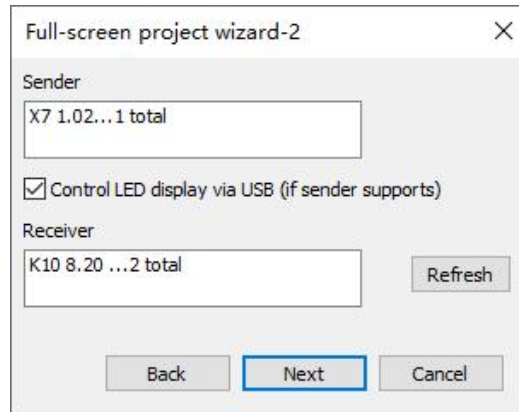 Full-screen project wizard-2
Sender
X7 1.02...1 total
Control LED display via USB (if sender supports)
Receiver
K10 8.20 ...2 total
Refresh
Back
Next
Cancel